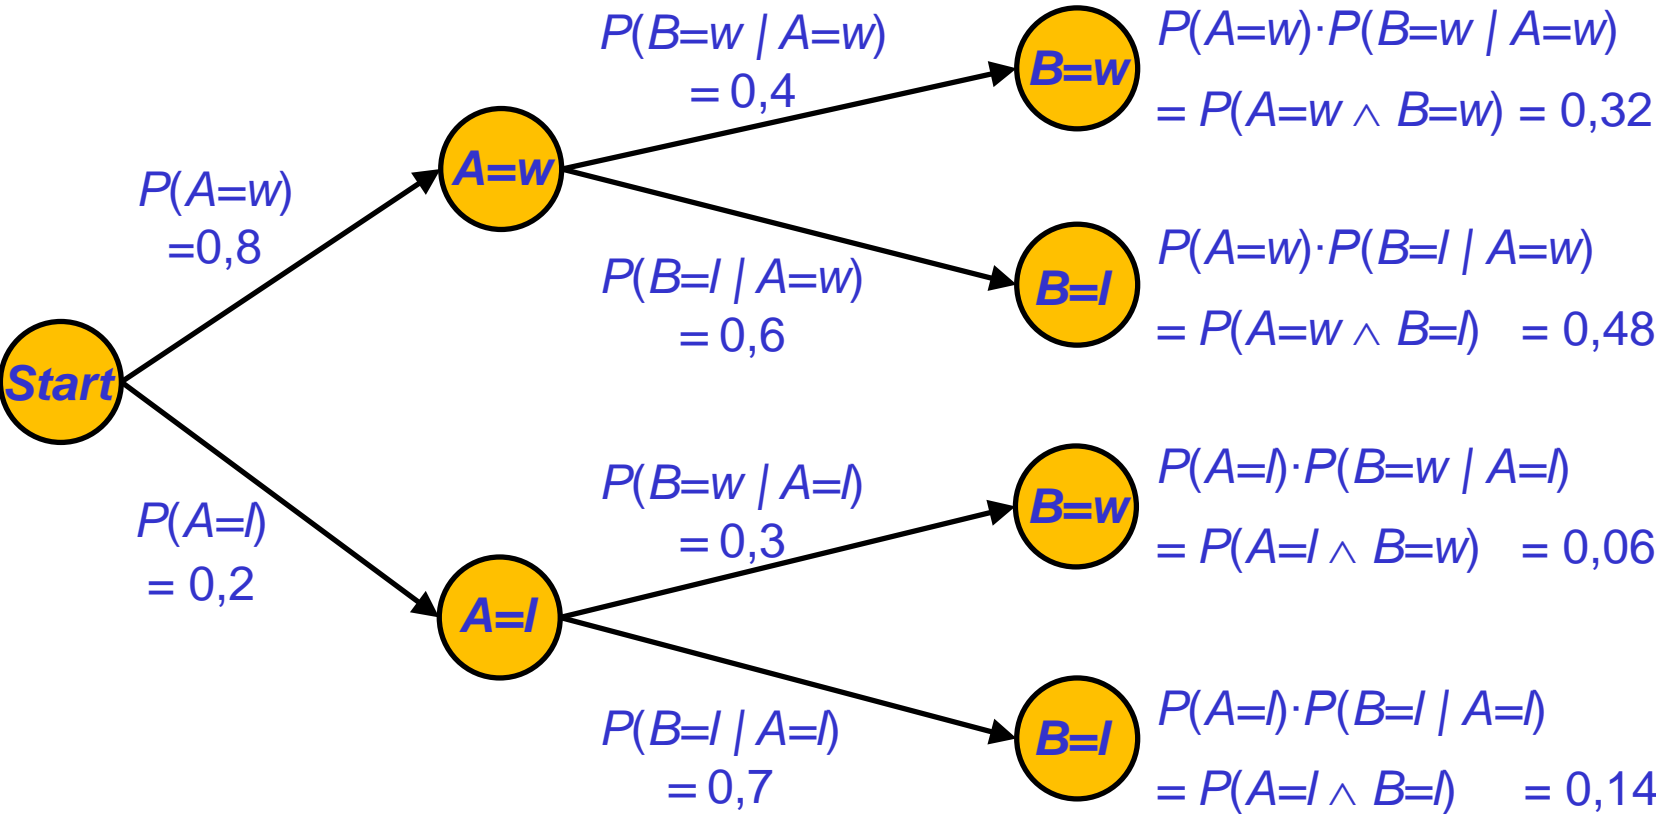 Start
P(A=w)
=0,8
P(A=l)
= 0,2
A=w
A=l
P(B=w | A=w)
= 0,4
P(B=l | A=w)
= 0,6
P(B=w | A=l)
= 0,3
P(B=l | A=l)
= 0,7
B=w
P(A=w)·P(B=w | A=w)
= P(A=w ∧ B=w) = 0,32
B=l
P(A=w)·P(B=l | A=w)
= P(A=w ∧ B=l) = 0,48
B=w
P(A=l)·P(B=w | A=l)
= P(A=l ∧ B=w) = 0,06
B=l
P(A=l)·P(B=l | A=l)
= P(A=l ∧ B=l) = 0,14